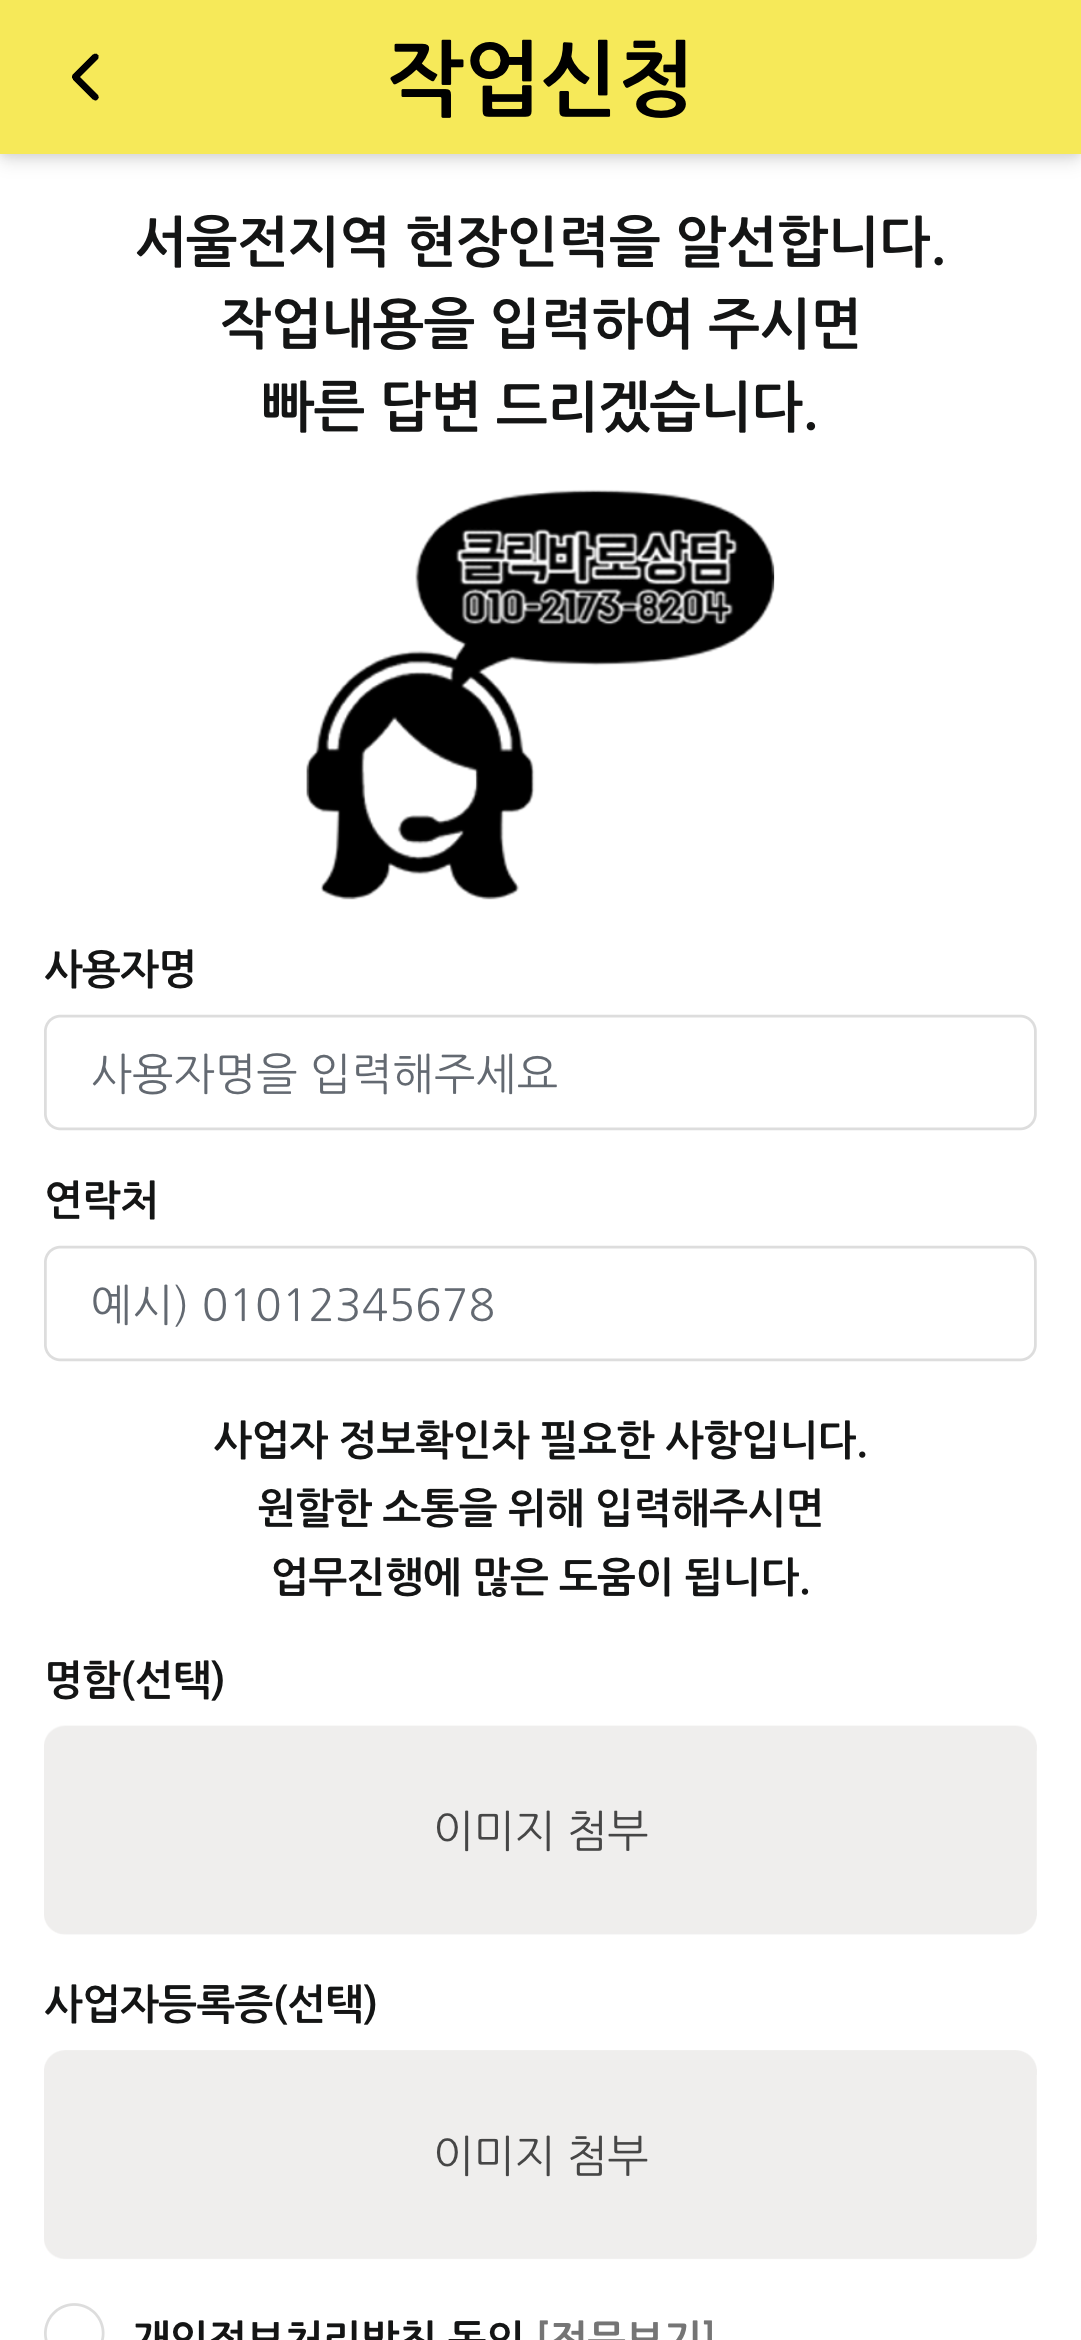 작업신청
서울전지역 현장인력을 알선합니다.
작업내용을 입력하여 주시면
빠른 답변 드리겠습니다.
클릭바로상담
010-2173-8204
사용자명
사용자명을 입력해주세요
연락처
예시) 01012345678
사업자 정보확인차 필요한 사항입니다.
원할한 소통을 위해 입력해주시면
업무진행에 많은 도움이 됩니다.
명함(선택)
이미지 첨부
사업자등록증(선택)
이미지 첨부
개인정보처리방침 동의 [전문보기]